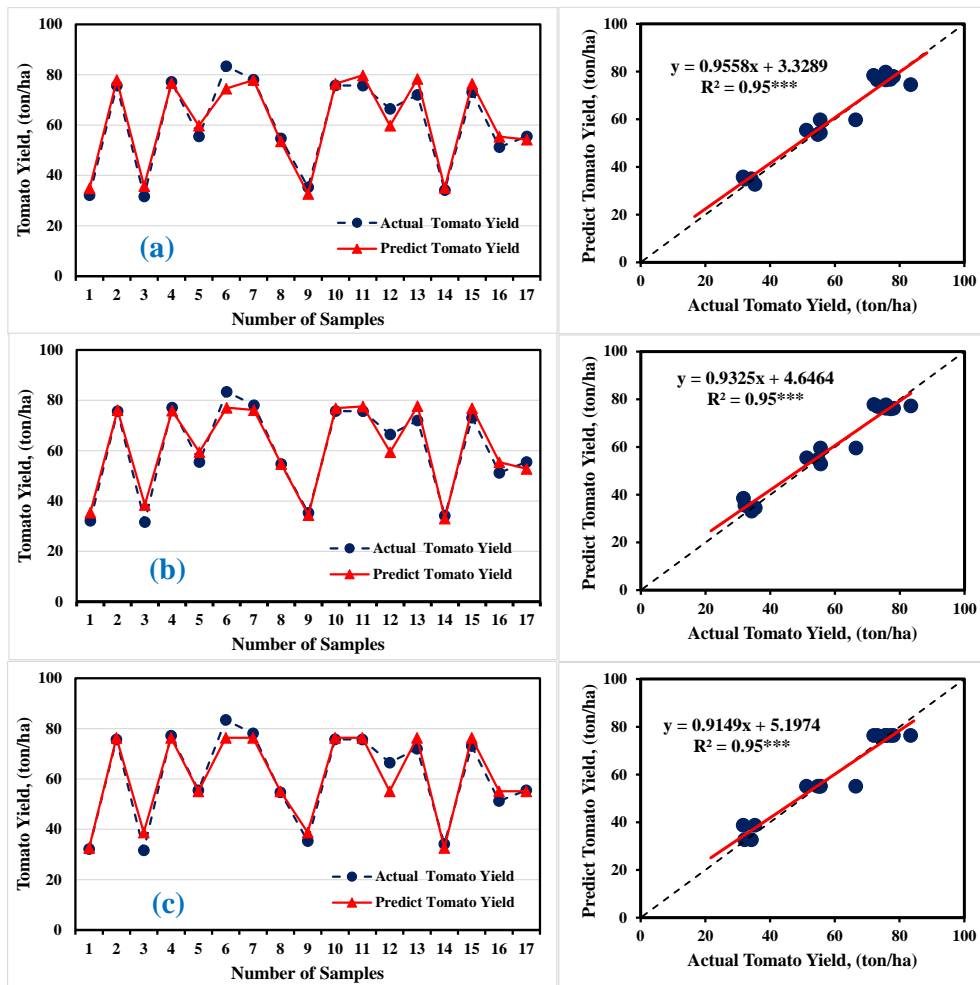 Tomato Yield, (ton/ha)
100
80
60
40
20
0
1 2 3 4 5 6 7 8 9 10 11 12 13 14 15 16 17
Number of Samples
Actual Tomato Yield
Predict Tomato Yield
(a)
Predict Tomato Yield, (ton/ha)
100
80
60
40
20
0
y = 0.9558x + 3.3289
R² = 0.95***
0 20 40 60 80 100
Actual Tomato Yield, (ton/ha)
Tomato Yield, (ton/ha)
100
80
60
40
20
0
1 2 3 4 5 6 7 8 9 10 11 12 13 14 15 16 17
Number of Samples
Actual Tomato Yield
Predict Tomato Yield
(b)
Predict Tomato Yield, (ton/ha)
100
80
60
40
20
0
y = 0.9325x + 4.6464
R² = 0.95***
0 20 40 60 80 100
Actual Tomato Yield, (ton/ha)
Tomato Yield, (ton/ha)
100
80
60
40
20
0
1 2 3 4 5 6 7 8 9 10 11 12 13 14 15 16 17
Number of Samples
Actual Tomato Yield
Predict Tomato Yield
(c)
Predict Tomato Yield, (ton/ha)
100
80
60
40
20
0
y = 0.9149x + 5.1974
R² = 0.95***
0 20 40 60 80 100
Actual Tomato Yield, (ton/ha)